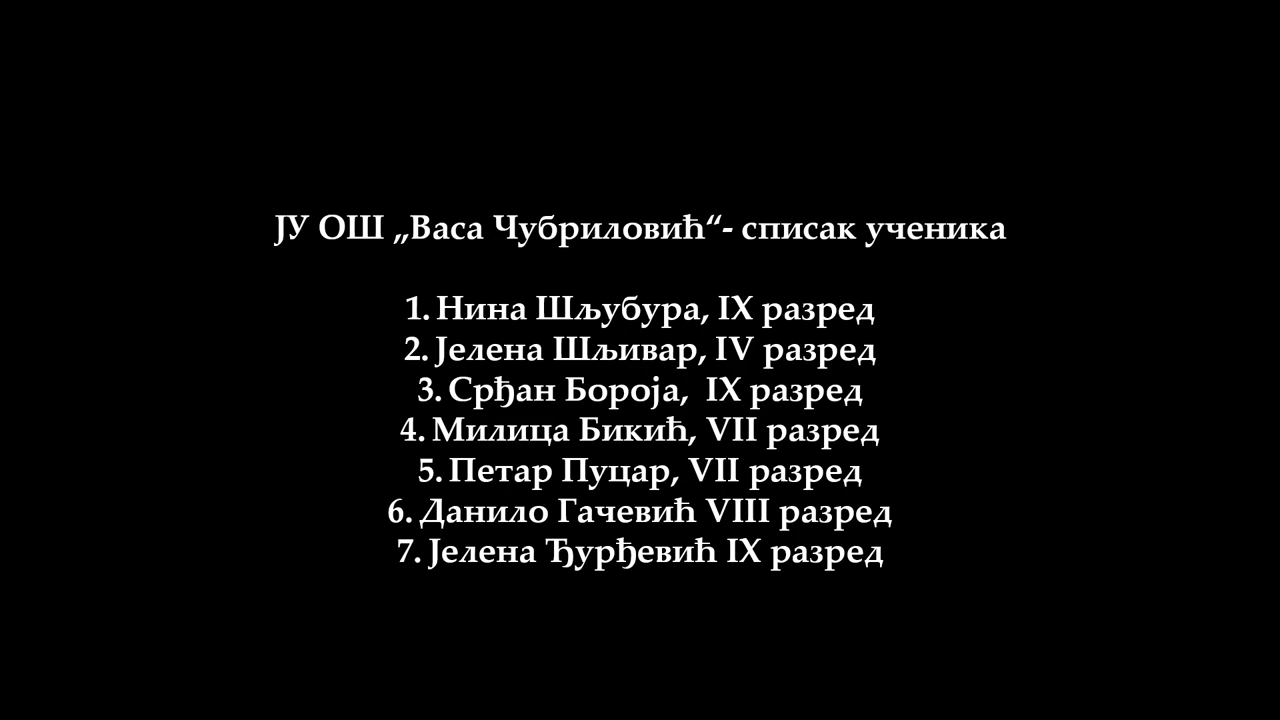 ЈУ ОШ „Васа Чубриловић“- списак ученика
1. Нина Шљубура, IX разред
2. Јелена Шљивар, IV разред
3. Срђан Бороја,  IX разред
4. Милица Бикић, VII разред
5. Петар Пуцар, VII разред
6. Данило Гачевић VIII разред
7. Јелена Ђурђевић IX разред